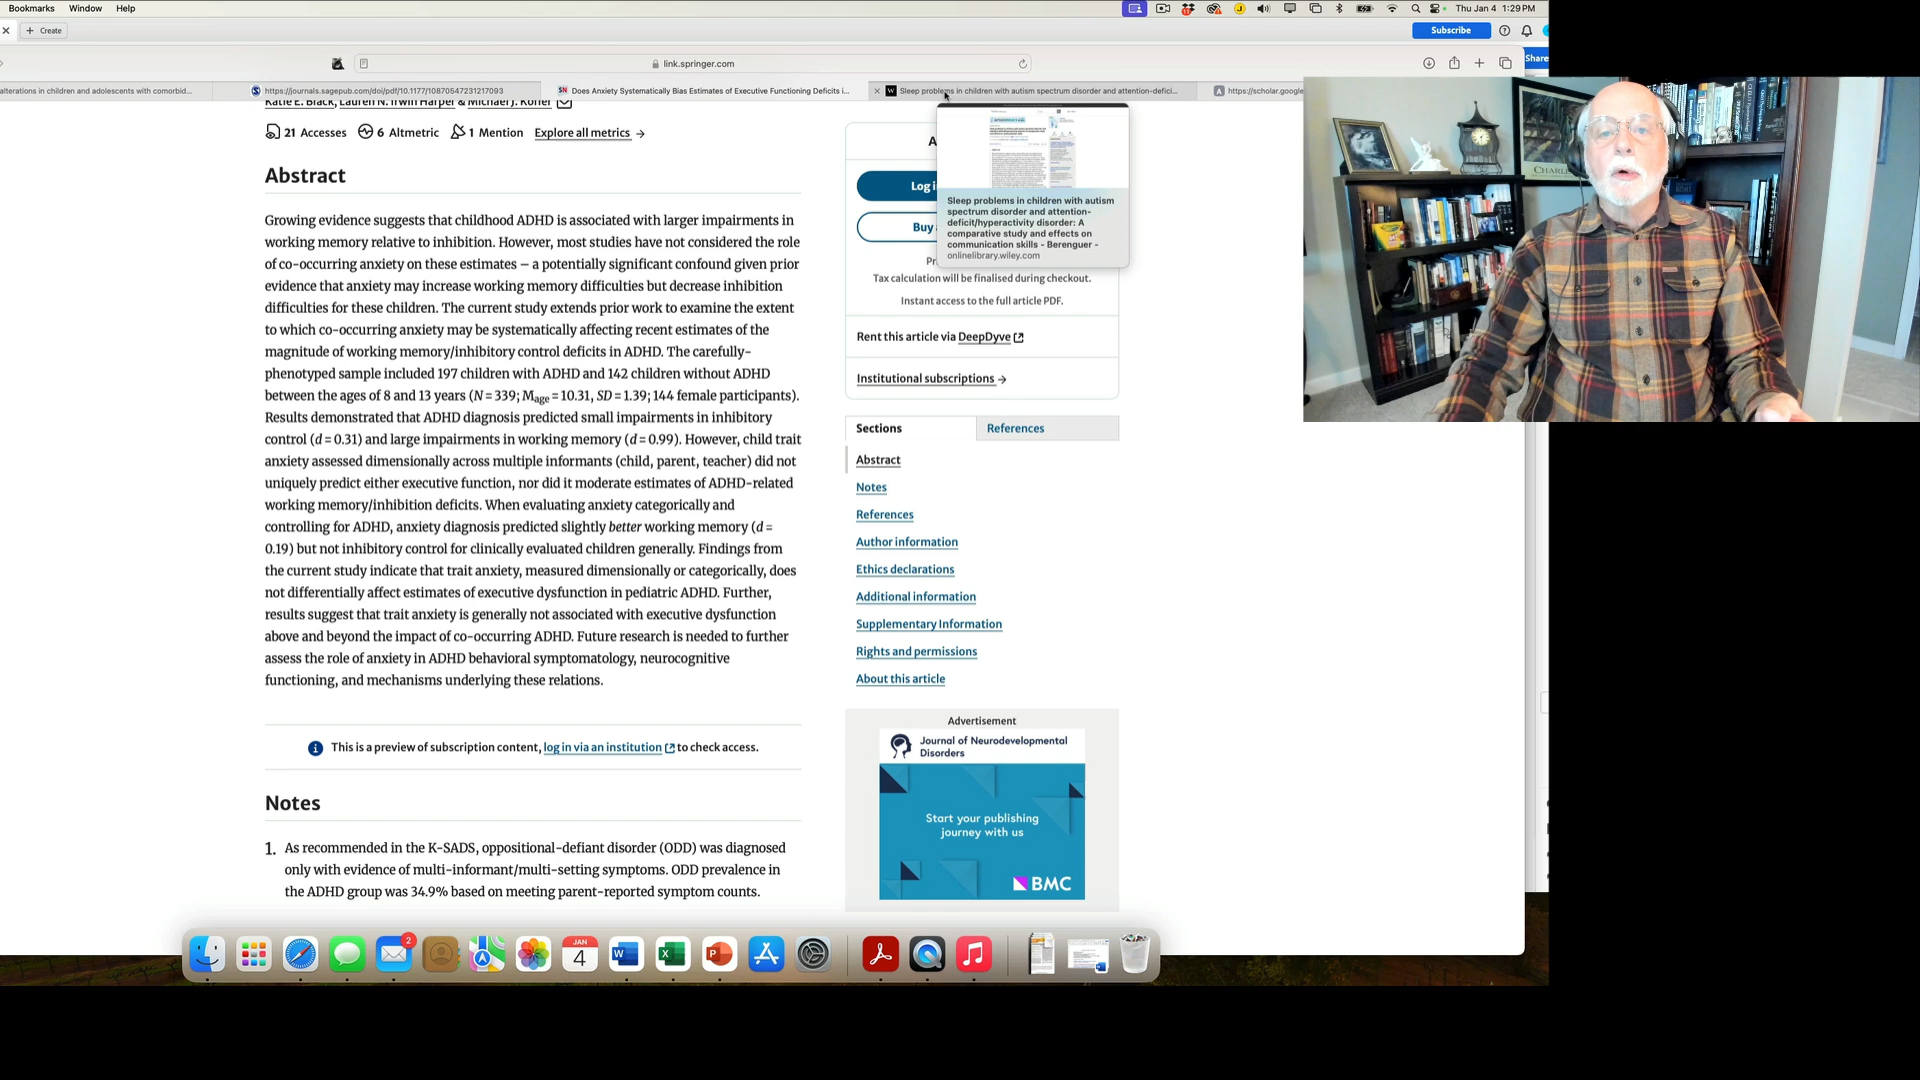 Bookmarks Window Help
Thu Jan 4 1:29 PM
Create
Subscribe
Share
link.springer.com
alterations in children and adolescents with comorbid...
https://journals.sagepub.com/doi/pdf/10.1177/10870547231217093
Does Anxiety Systematically Bias Estimates of Executive Functioning Deficits i...
Sleep problems in children with autism spectrum disorder and attention-defici...
https://scholar.google
Katie E. Black, Lauren N. Irwin Harper & Michael J. Kofler
21 Accesses 6 Altmetric 1 Mention Explore all metrics →
Abstract
Growing evidence suggests that childhood ADHD is associated with larger impairments in
working memory relative to inhibition. However, most studies have not considered the role
of co-occurring anxiety on these estimates – a potentially significant confound given prior
evidence that anxiety may increase working memory difficulties but decrease inhibition
difficulties for these children. The current study extends prior work to examine the extent
to which co-occurring anxiety may be systematically affecting recent estimates of the
magnitude of working memory/inhibitory control deficits in ADHD. The carefully-
phenotyped sample included 197 children with ADHD and 142 children without ADHD
between the ages of 8 and 13 years (N = 339; Mage = 10.31, SD = 1.39; 144 female participants).
Results demonstrated that ADHD diagnosis predicted small impairments in inhibitory
control (d = 0.31) and large impairments in working memory (d = 0.99). However, child trait
anxiety assessed dimensionally across multiple informants (child, parent, teacher) did not
uniquely predict either executive function, nor did it moderate estimates of ADHD-related
working memory/inhibition deficits. When evaluating anxiety categorically and
controlling for ADHD, anxiety diagnosis predicted slightly better working memory (d =
0.19) but not inhibitory control for clinically evaluated children generally. Findings from
the current study indicate that trait anxiety, measured dimensionally or categorically, does
not differentially affect estimates of executive dysfunction in pediatric ADHD. Further,
results suggest that trait anxiety is generally not associated with executive dysfunction
above and beyond the impact of co-occurring ADHD. Future research is needed to further
assess the role of anxiety in ADHD behavioral symptomatology, neurocognitive
functioning, and mechanisms underlying these relations.
This is a preview of subscription content, log in via an institution to check access.
Notes
1. As recommended in the K-SADS, oppositional-defiant disorder (ODD) was diagnosed
only with evidence of multi-informant/multi-setting symptoms. ODD prevalence in
the ADHD group was 34.9% based on meeting parent-reported symptom counts.
A
Log i
Buy
Pr
Sleep problems in children with autism
spectrum disorder and attention-
deficit/hyperactivity disorder: A
comparative study and effects on
communication skills - Berenguer -
onlinelibrary.wiley.com
Tax calculation will be finalised during checkout.
Instant access to the full article PDF.
Rent this article via DeepDyve
Institutional subscriptions →
Sections References
Abstract
Notes
References
Author information
Ethics declarations
Additional information
Supplementary Information
Rights and permissions
About this article
Advertisement
Journal of Neurodevelopmental
Disorders
Start your publishing
journey with us
BMC
2
JAN
4
CHARL